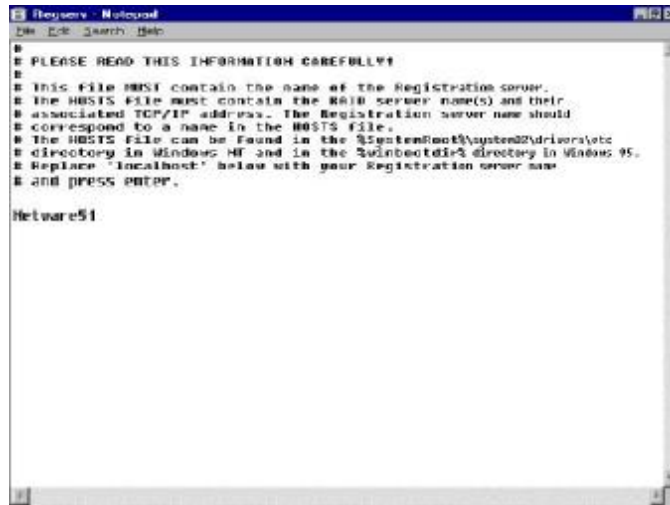 Regserv - Notepad
File Edit Search Help
#
# PLEASE READ THIS INFORMATION CAREFULLY!
#
# This file MUST contain the name of the Registration server.
# The HOSTS file must contain the RAID server name(s) and their
# associated TCP/IP address. The Registration server name should
# correspond to a name in the HOSTS file.
# The HOSTS file can be found in the %SystemRoot%\system32\drivers\etc
# directory in Windows NT and in the %winbootdir% directory in Windows 95.
# Replace 'localhost' below with your Registration server name
# and press enter.
Netware51